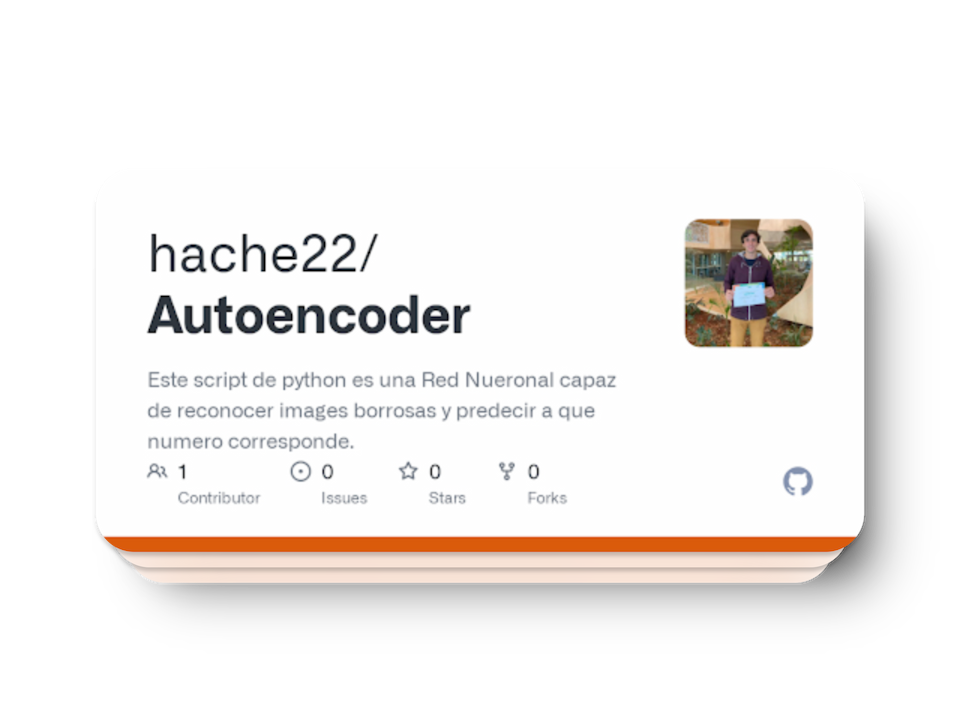 hache22/
Autoencoder
Este script de python es una Red Nueronal capaz
de reconocer images borrosas y predecir a que
numero corresponde.
1 0 0 0
Contributor Issues Stars Forks